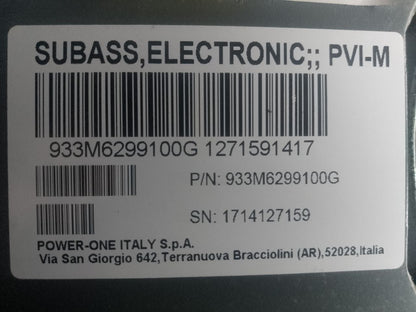 SUBASS,ELECTRONIC;; PVI-M
933M6299100G 1271591417
P/N: 933M6299100G
SN: 1714127159
POWER-ONE ITALY S.p.A.
Via San Giorgio 642,Terranuova Bracciolini (AR),52028,Italia